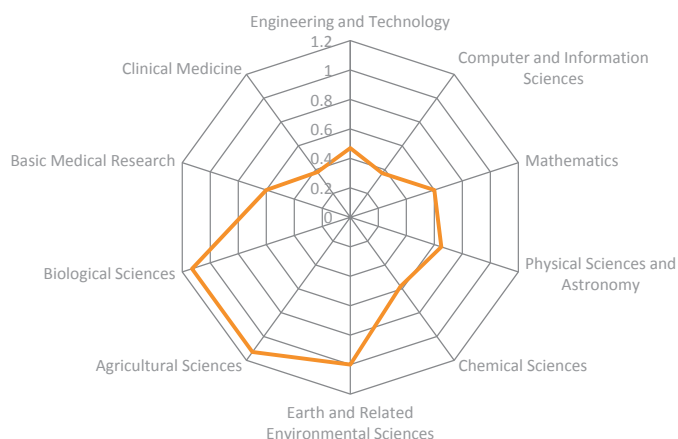 Engineering and Technology
1.2
1
0.8
0.6
0.4
0.2
0
Computer and Information
Sciences
Mathematics
Physical Sciences and
Astronomy
Chemical Sciences
Earth and Related
Environmental Sciences
Agricultural Sciences
Biological Sciences
Basic Medical Research
Clinical Medicine